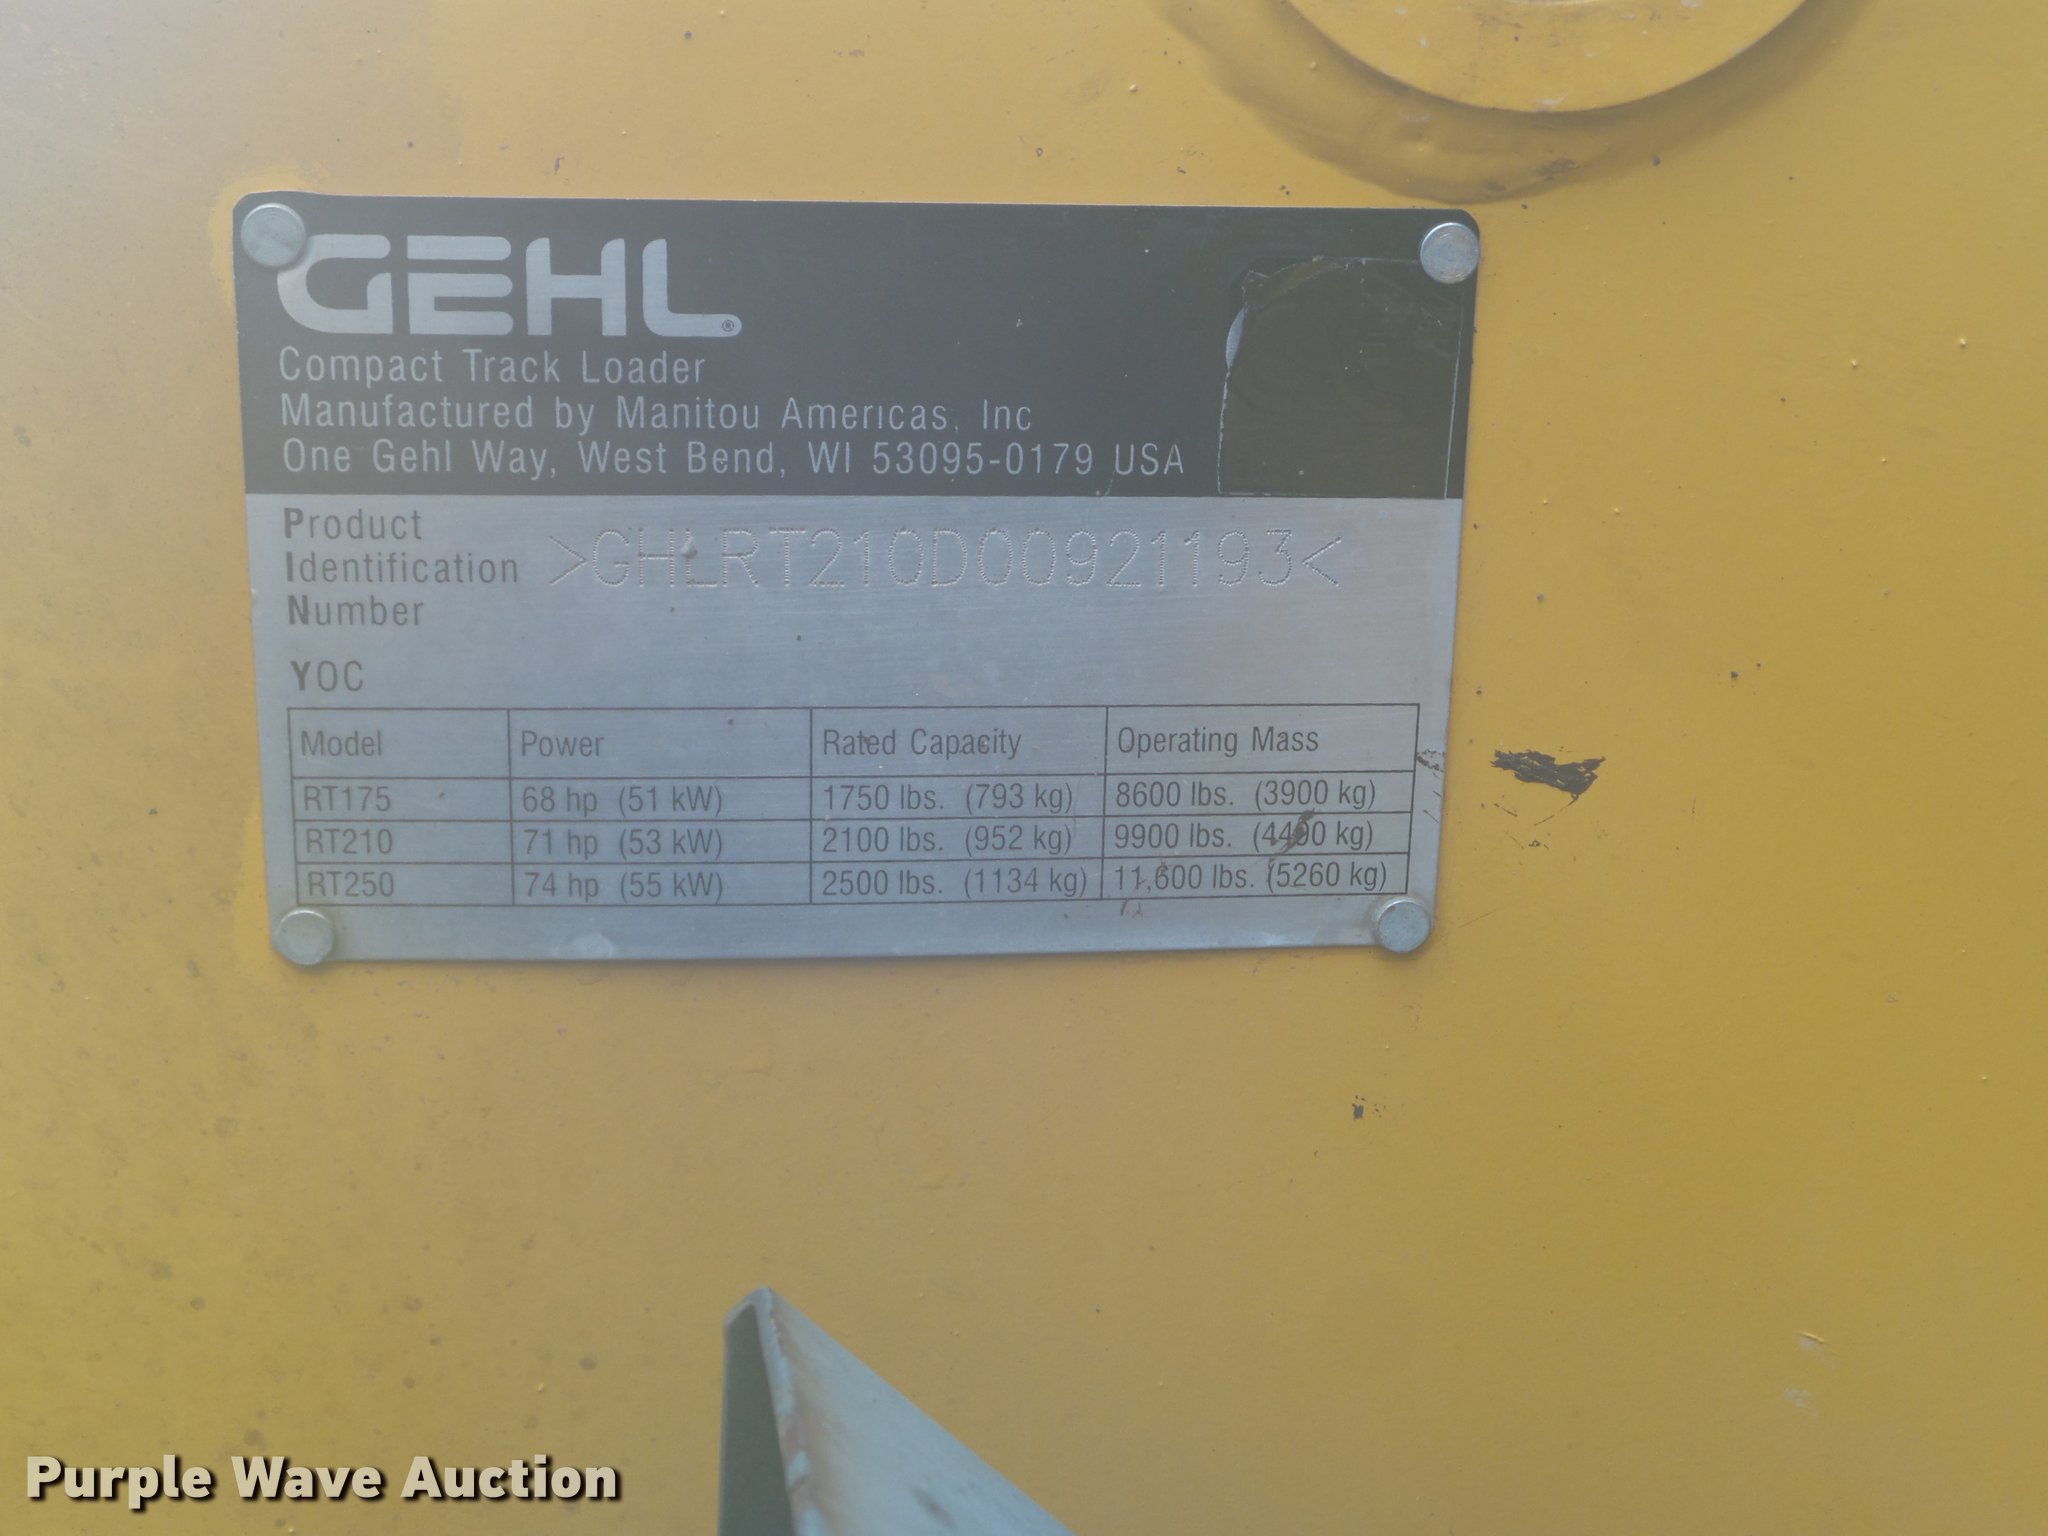 GEHL®
Compact Track Loader
Manufactured by Manitou Americas, Inc
One Gehl Way, West Bend, WI 53095-0179 USA
Product
Identification
Number
>GHLRT210D00921193<
YOC
Model Power Rated Capacity Operating Mass
RT175 68 hp (51 kW) 1750 lbs. (793 kg) 8600 lbs. (3900 kg)
RT210 71 hp (53 kW) 2100 lbs. (952 kg) 9900 lbs. (4490 kg)
RT250 74 hp (55 kW) 2500 lbs. (1134 kg) 11,600 lbs. (5260 kg)
Purple Wave Auction